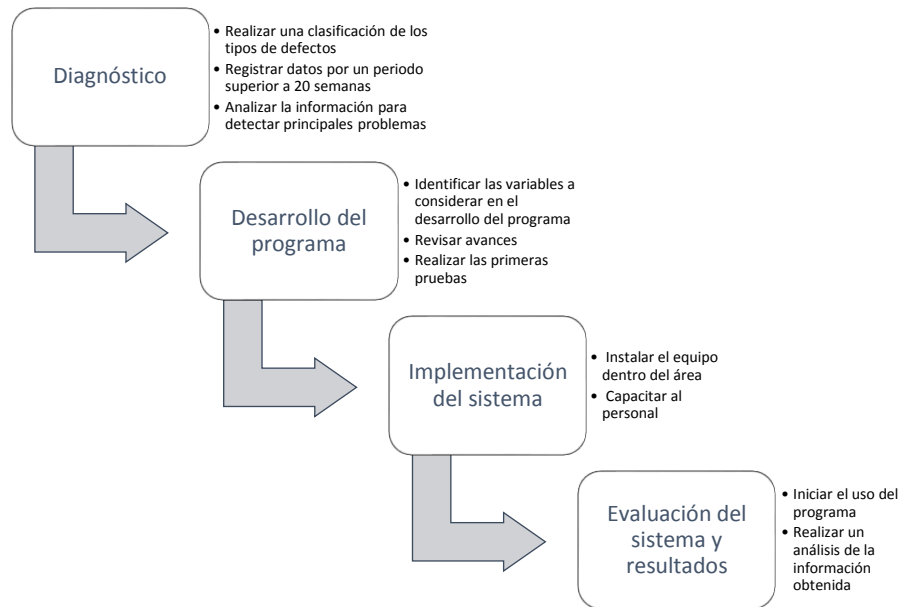 Diagnóstico
• Realizar una clasificación de los
tipos de defectos
• Registrar datos por un periodo
superior a 20 semanas
• Analizar la información para
detectar principales problemas
Desarrollo del
programa
• Identificar las variables a
considerar en el
desarrollo del programa
• Revisar avances
• Realizar las primeras
pruebas
Implementación
del sistema
• Instalar el equipo
dentro del área
• Capacitar al
personal
Evaluación del
sistema y
resultados
• Iniciar el uso del
programa
• Realizar un
análisis de la
información
obtenida